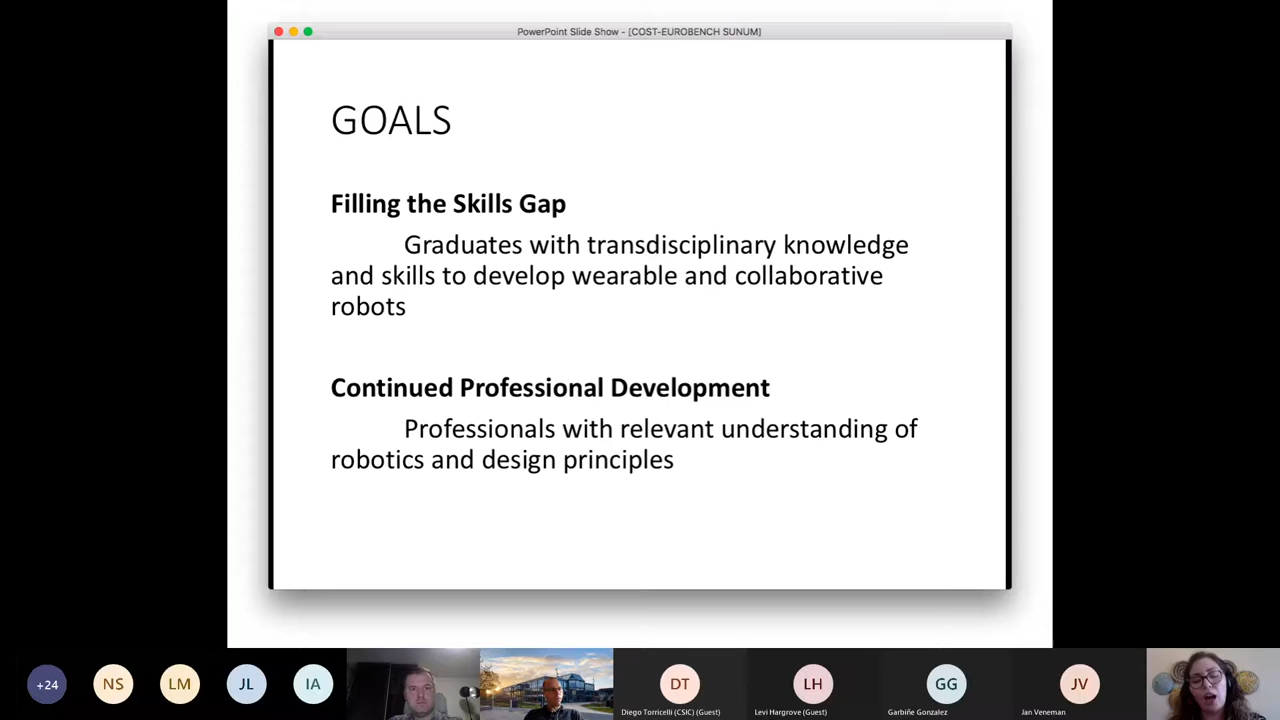 PowerPoint Slide Show - [COST-EUROBENCH SUNUM]
GOALS
Filling the Skills Gap
Graduates with transdisciplinary knowledge
and skills to develop wearable and collaborative
robots
Continued Professional Development
Professionals with relevant understanding of
robotics and design principles
+24
NS
LM
JL
IA
DT
LH
GG
JV
Diego Torricelli (CSIC) (Guest)
Levi Hargrove (Guest)
Garbiñe Gonzalez
Jan Veneman